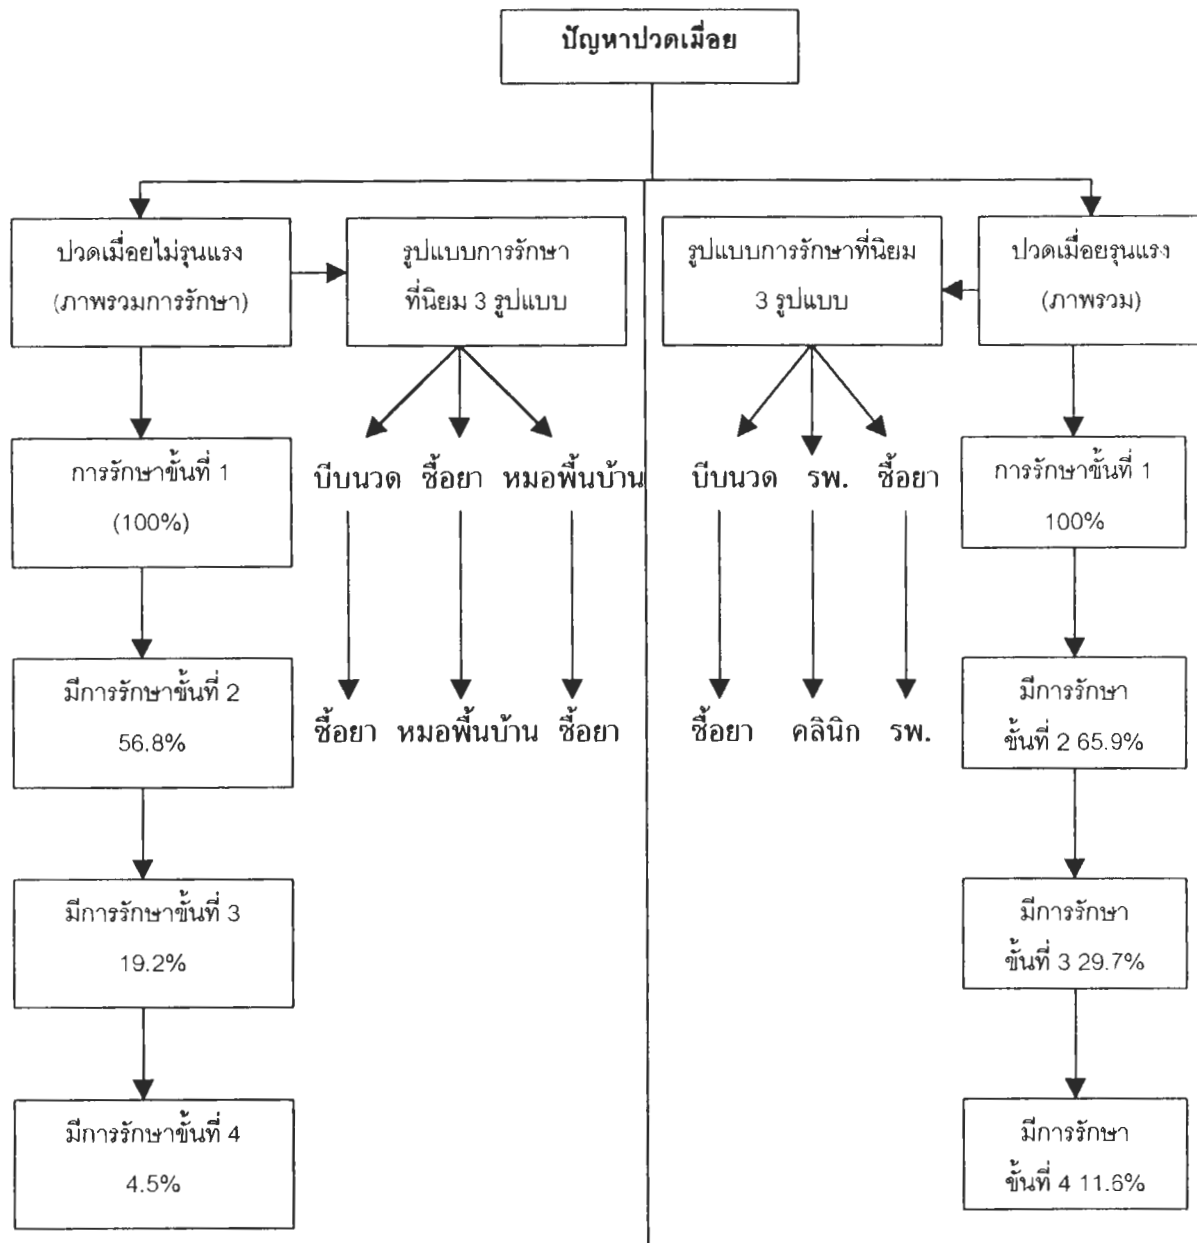 ปัญหาปวดเมื่อย
ปวดเมื่อยไม่รุนแรง
(ภาพรวมการรักษา)
รูปแบบการรักษา
ที่นิยม 3 รูปแบบ
รูปแบบการรักษาที่นิยม
3 รูปแบบ
ปวดเมื่อยรุนแรง
(ภาพรวม)
การรักษาขั้นที่ 1
(100%)
บีบนวด ซื้อยา หมอพื้นบ้าน
บีบนวด รพ. ซื้อยา
การรักษาขั้นที่ 1
100%
มีการรักษาขั้นที่ 2
56.8%
ซื้อยา หมอพื้นบ้าน ซื้อยา
ซื้อยา คลินิก รพ.
มีการรักษา
ขั้นที่ 2 65.9%
มีการรักษาขั้นที่ 3
19.2%
มีการรักษา
ขั้นที่ 3 29.7%
มีการรักษาขั้นที่ 4
4.5%
มีการรักษา
ขั้นที่ 4 11.6%